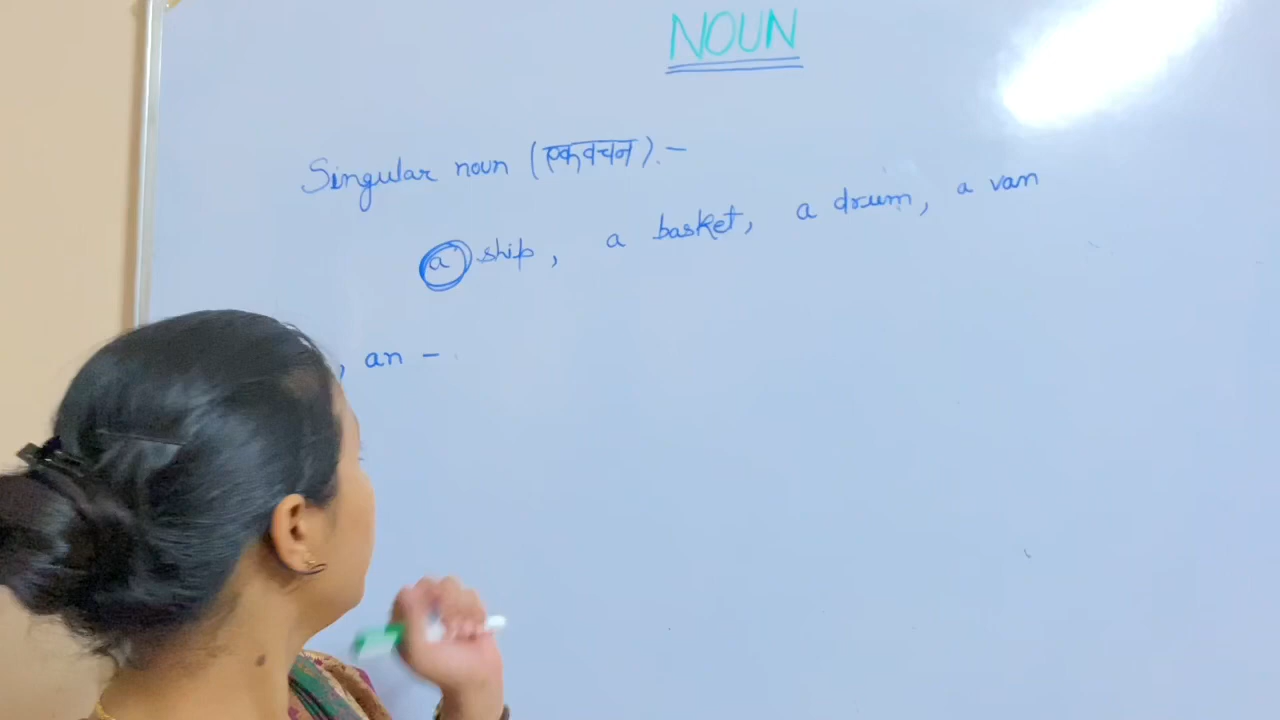 NOUN
Singular noun (एकवचन).-
a ship, a basket, a drum, a van
, an -